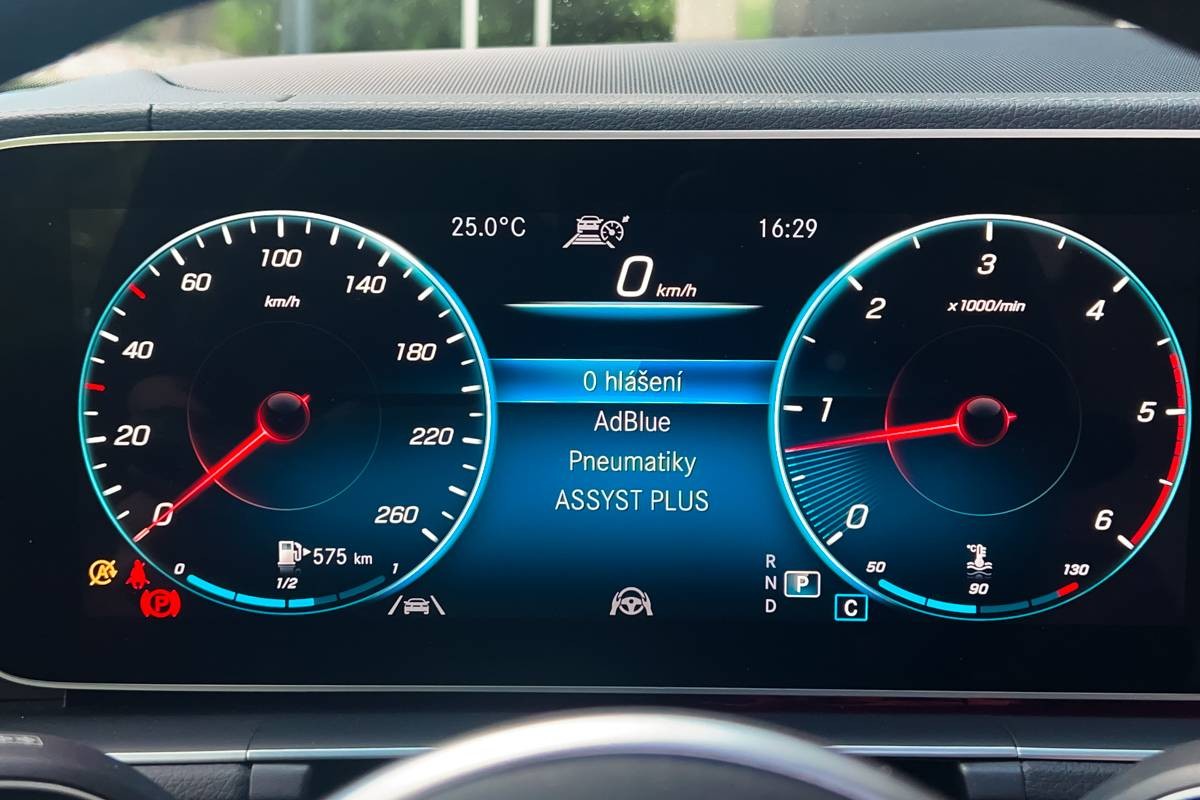 25.0°C
16:29
0 km/h
0
20
40
60
100
140
180
220
260
km/h
0 hlášení
AdBlue
Pneumatiky
ASSYST PLUS
0
1
2
3
4
5
6
x1000/min
575 km
0
1/2
1
A
P
R
N
D
P
C
50
90
130
°C